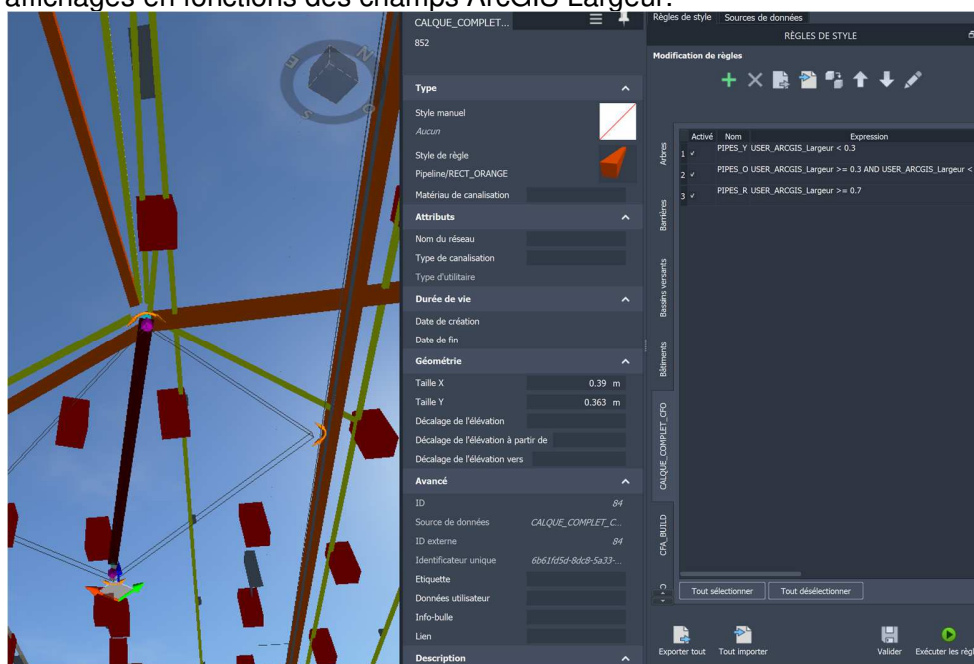 affichages en fonctions des champs ArcGIS Largeur.
CALQUE_COMPLET...
852
Type
Style manuel
Aucun
Style de règle
Pipeline/RECT_ORANGE
Matériau de canalisation
Attributs
Nom du réseau
Type de canalisation
Type d'utilitaire
Durée de vie
Date de création
Date de fin
Géométrie
Taille X 0.39 m
Taille Y 0.363 m
Décalage de l'élévation
Décalage de l'élévation à partir de
Décalage de l'élévation vers
Avancé
ID 84
Source de données CALQUE_COMPLET_C...
ID externe 84
Identificateur unique 6b61fd5d-8dc8-5a33-...
Etiquette
Données utilisateur
Info-bulle
Lien
Description
Règles de style Sources de données
RÈGLES DE STYLE
Modification de règles
Activé Nom Expression
1 PIPES_Y USER_ARCGIS_Largeur < 0.3
2 PIPES_O USER_ARCGIS_Largeur >= 0.3 AND USER_ARCGIS_Largeur <
3 PIPES_R USER_ARCGIS_Largeur >= 0.7
Arbres
Barrières
Bassins versants
Bâtiments
CALQUE_COMPLET_CFO
CFA_BUILD
Tout sélectionner Tout désélectionner
Exporter tout Tout importer Valider Exécuter les règl